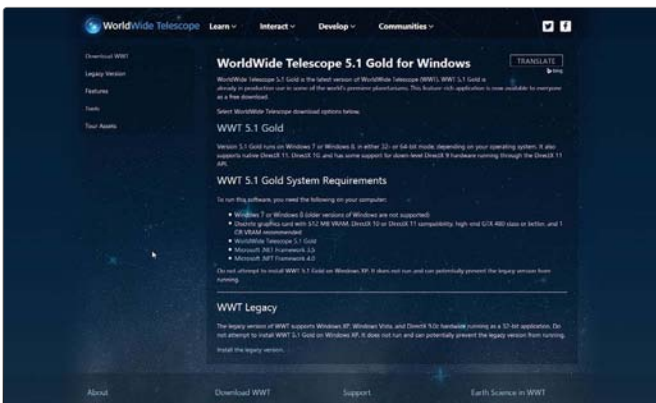 WorldWide Telescope
Learn
Interact
Develop
Communities
Download WWT
Legacy Version
Features
Tools
Tour Assets
WorldWide Telescope 5.1 Gold for Windows
TRANSLATE
bing
WorldWide Telescope 5.1 Gold is the latest version of WorldWide Telescope (WWT). WWT 5.1 Gold is
already in production use in some of the world's premiere planetariums. This feature rich application is now available to everyone
as a free download.
Select WorldWide Telescope download options below.
WWT 5.1 Gold
Version 5.1 Gold runs on Windows 7 or Windows 8, in either 32- or 64-bit mode, depending on your operating system. It also
supports native DirectX 11, DirectX 10, and has some support for down-level DirectX 9 hardware running through the DirectX 11
API.
WWT 5.1 Gold System Requirements
To run this software, you need the following on your computer:
Windows 7 or Windows 8 (older versions of Windows are not supported)
Discrete graphics card with 512 MB VRAM, DirectX 10 or DirectX 11 compatibility, high-end GTX 480 class or better, and 1
GB VRAM recommended
WorldWide Telescope 5.1 Gold
Microsoft .NET Framework 3.5
Microsoft .NET Framework 4.0
Do not attempt to install WWT 5.1 Gold on Windows XP. It does not run and can potentially prevent the legacy version from
running.
WWT Legacy
The legacy version of WWT supports Windows XP, Windows Vista, and DirectX 9.0c hardware running as a 32-bit application. Do
not attempt to install WWT 5.1 Gold on Windows XP. It does not run and can potentially prevent the legacy version from running.
Install the legacy version.
About
Download WWT
Support
Earth Science in WWT